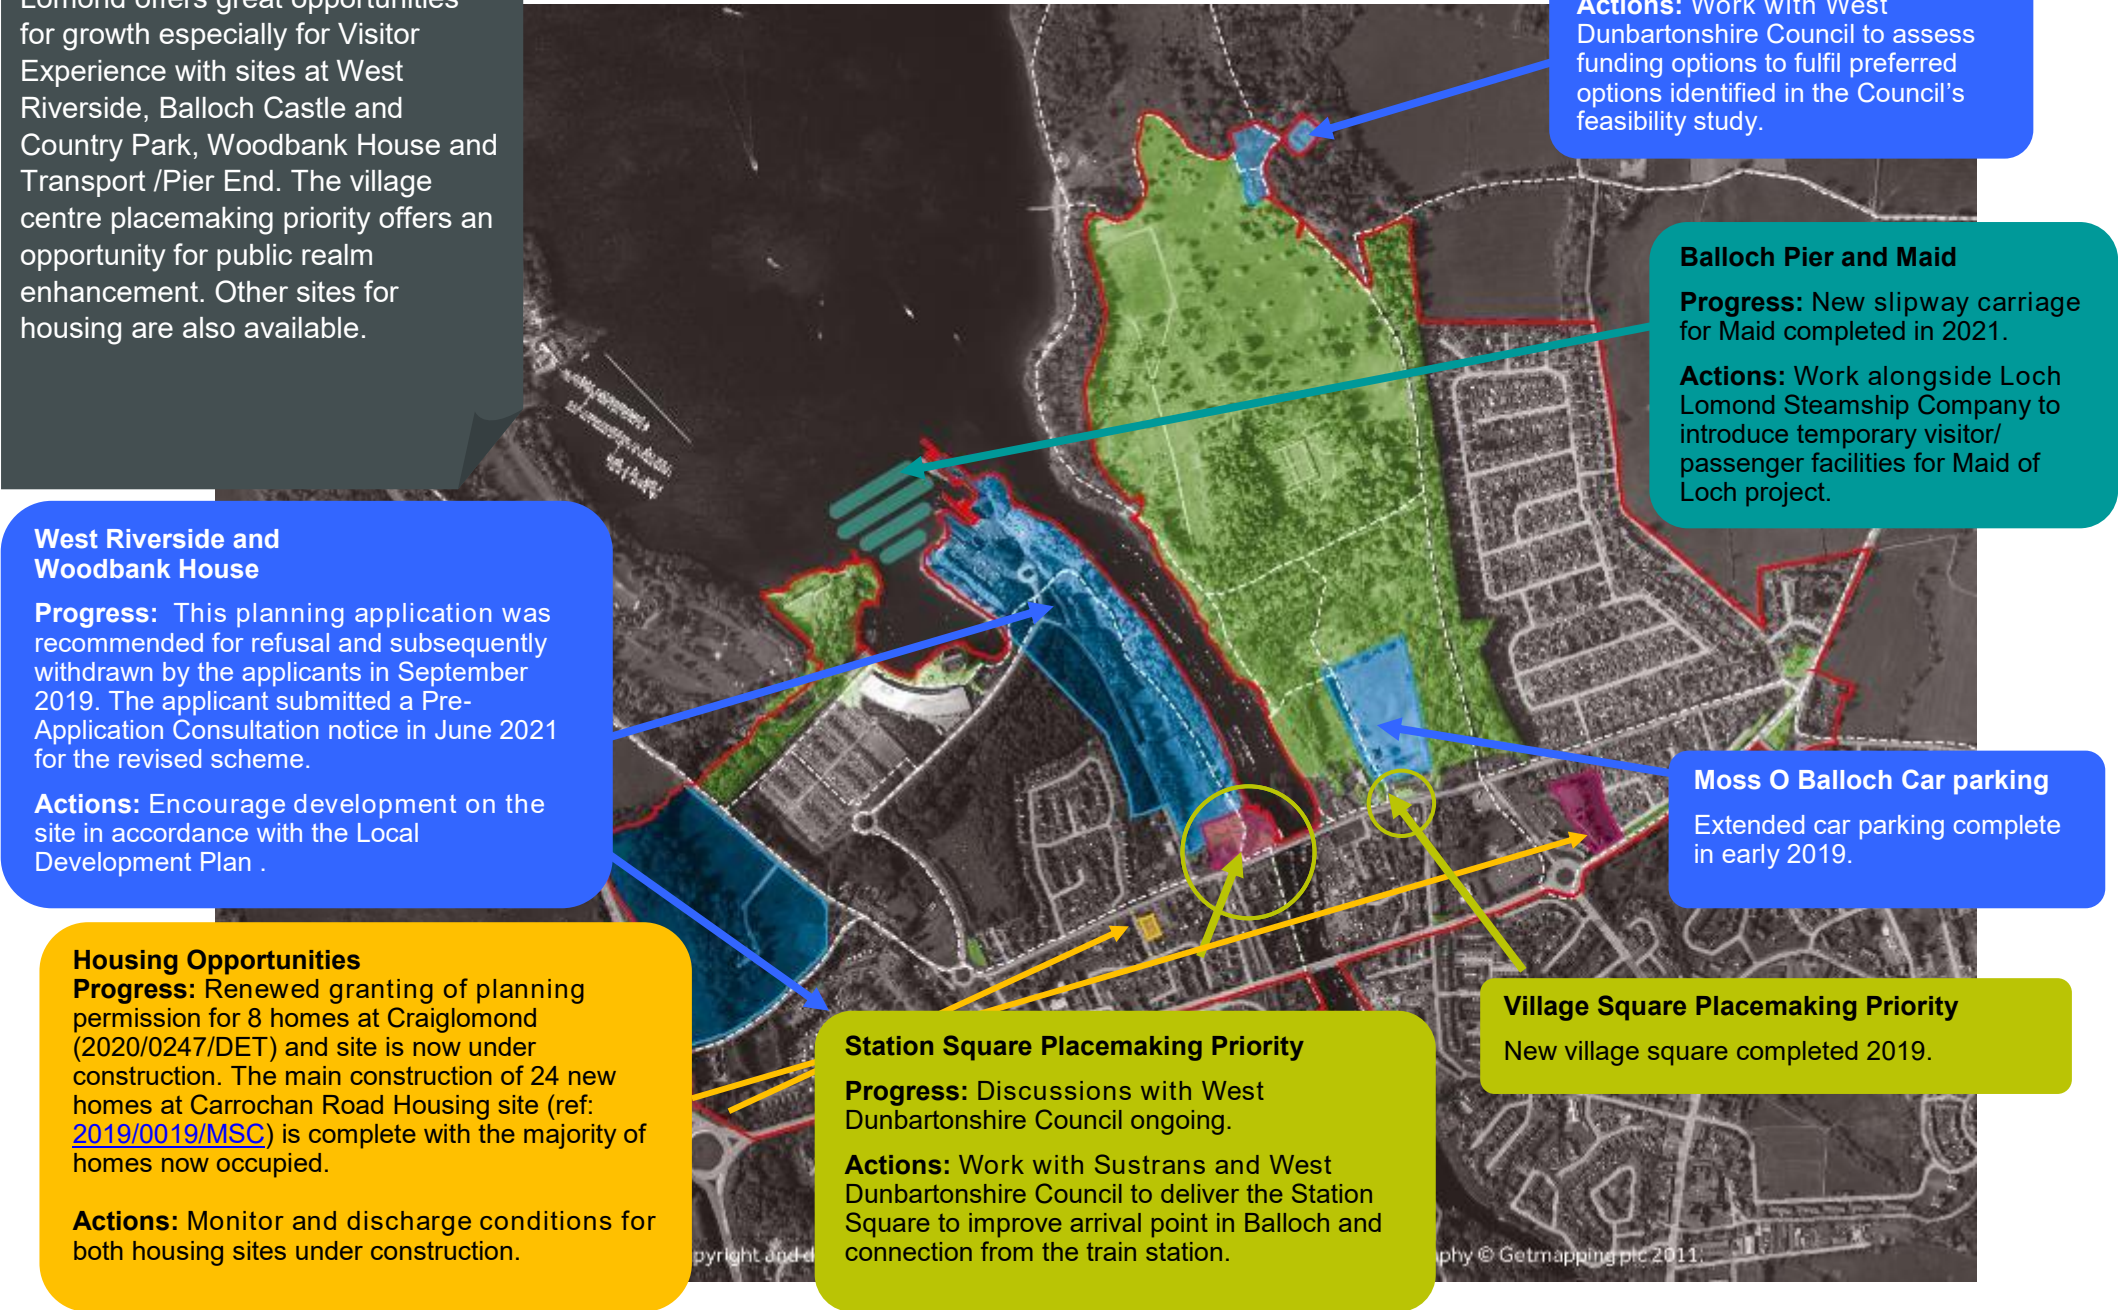 Lomond offers great opportunities
for growth especially for Visitor
Experience with sites at West
Riverside, Balloch Castle and
Country Park, Woodbank House and
Transport /Pier End. The village
centre placemaking priority offers an
opportunity for public realm
enhancement. Other sites for
housing are also available.
Actions: Work with West
Dunbartonshire Council to assess
funding options to fulfil preferred
options identified in the Council’s
feasibility study.
Balloch Pier and Maid
Progress: New slipway carriage
for Maid completed in 2021.
Actions: Work alongside Loch
Lomond Steamship Company to
introduce temporary visitor/
passenger facilities for Maid of
Loch project.
West Riverside and
Woodbank House
Progress: This planning application was
recommended for refusal and subsequently
withdrawn by the applicants in September
2019. The applicant submitted a Pre-
Application Consultation notice in June 2021
for the revised scheme.
Actions: Encourage development on the
site in accordance with the Local
Development Plan .
Moss O Balloch Car parking
Extended car parking complete
in early 2019.
Housing Opportunities
Progress: Renewed granting of planning
permission for 8 homes at Craiglomond
(2020/0247/DET) and site is now under
construction. The main construction of 24 new
homes at Carrochan Road Housing site (ref:
2019/0019/MSC) is complete with the majority of
homes now occupied.
Actions: Monitor and discharge conditions for
both housing sites under construction.
Station Square Placemaking Priority
Progress: Discussions with West
Dunbartonshire Council ongoing.
Actions: Work with Sustrans and West
Dunbartonshire Council to deliver the Station
Square to improve arrival point in Balloch and
connection from the train station.
Village Square Placemaking Priority
New village square completed 2019.
pyright and d
phy © Getmapping plc 2011.